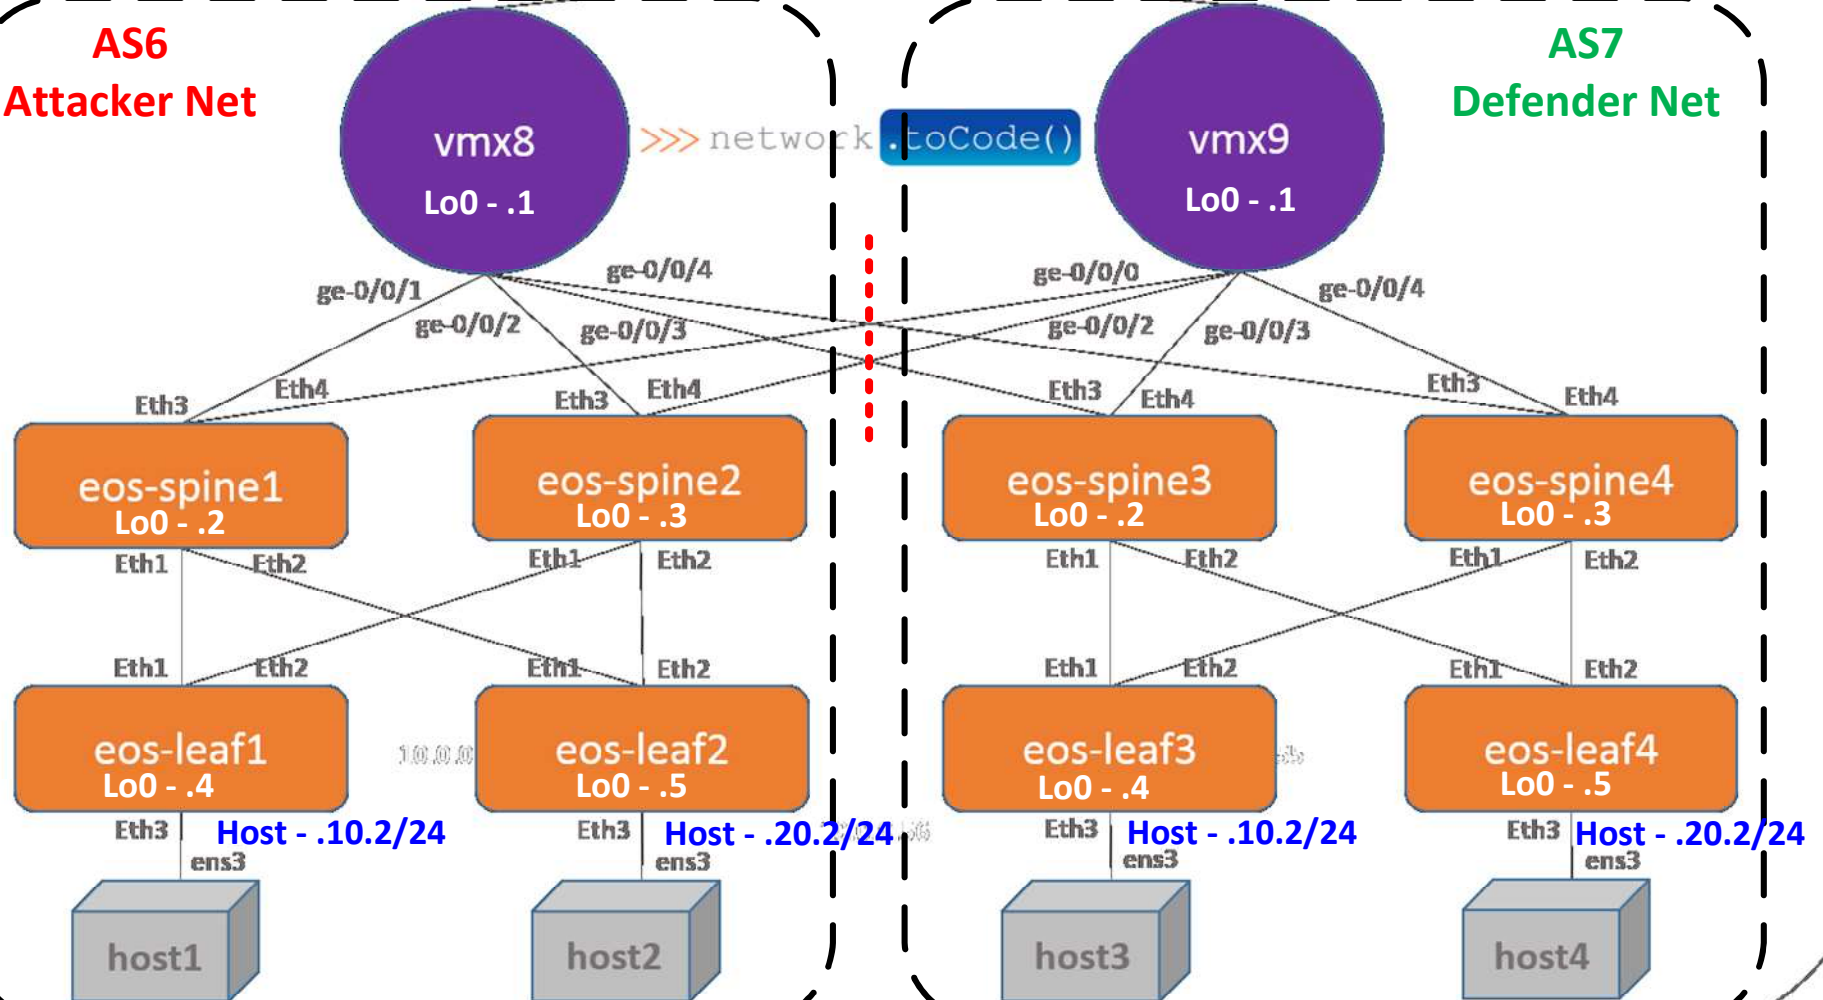 AS6
Attacker Net
AS7
Defender Net
vmx8
Lo0 - .1
>>> network .toCode()
vmx9
Lo0 - .1
ge-0/0/1
ge-0/0/2
ge-0/0/3
ge-0/0/4
ge-0/0/0
ge-0/0/2
ge-0/0/3
ge-0/0/4
Eth3
Eth4
Eth3
Eth4
Eth3
Eth4
Eth3
Eth4
eos-spine1
Lo0 - .2
eos-spine2
Lo0 - .3
eos-spine3
Lo0 - .2
eos-spine4
Lo0 - .3
Eth1
Eth2
Eth1
Eth2
Eth1
Eth2
Eth1
Eth2
Eth1
Eth2
Eth1
Eth2
Eth1
Eth2
Eth1
Eth2
eos-leaf1
Lo0 - .4
10.0.0
eos-leaf2
Lo0 - .5
eos-leaf3
Lo0 - .4
eos-leaf4
Lo0 - .5
Eth3
Host - .10.2/24
Eth3
Host - .20.2/24
Eth3
Host - .10.2/24
Eth3
Host - .20.2/24
ens3
ens3
ens3
ens3
host1
host2
host3
host4